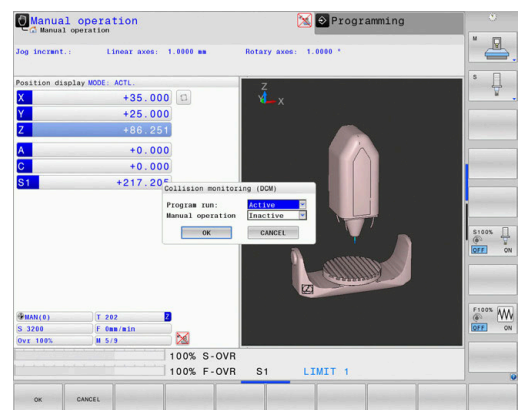 Manual operation
Manual operation
Programming
Jog incrmnt.: Linear axes: 1.0000 mm Rotary axes: 1.0000 °
Position display MODE: ACTL.
X +35.000
Y +25.000
Z +86.251
A +0.000
C +0.000
S1 +217.205
Z
Y
X
Collision monitoring (DCM)
Program run: Active
Manual operation Inactive
OK CANCEL
MAN(0) T 202 Z
S 3200 F 0mm/min
Ovr 100% M 5/9
100% S-OVR
100% F-OVR S1 LIMIT 1
M
S
S100%
OFF ON
F100%
OFF ON
OK CANCEL